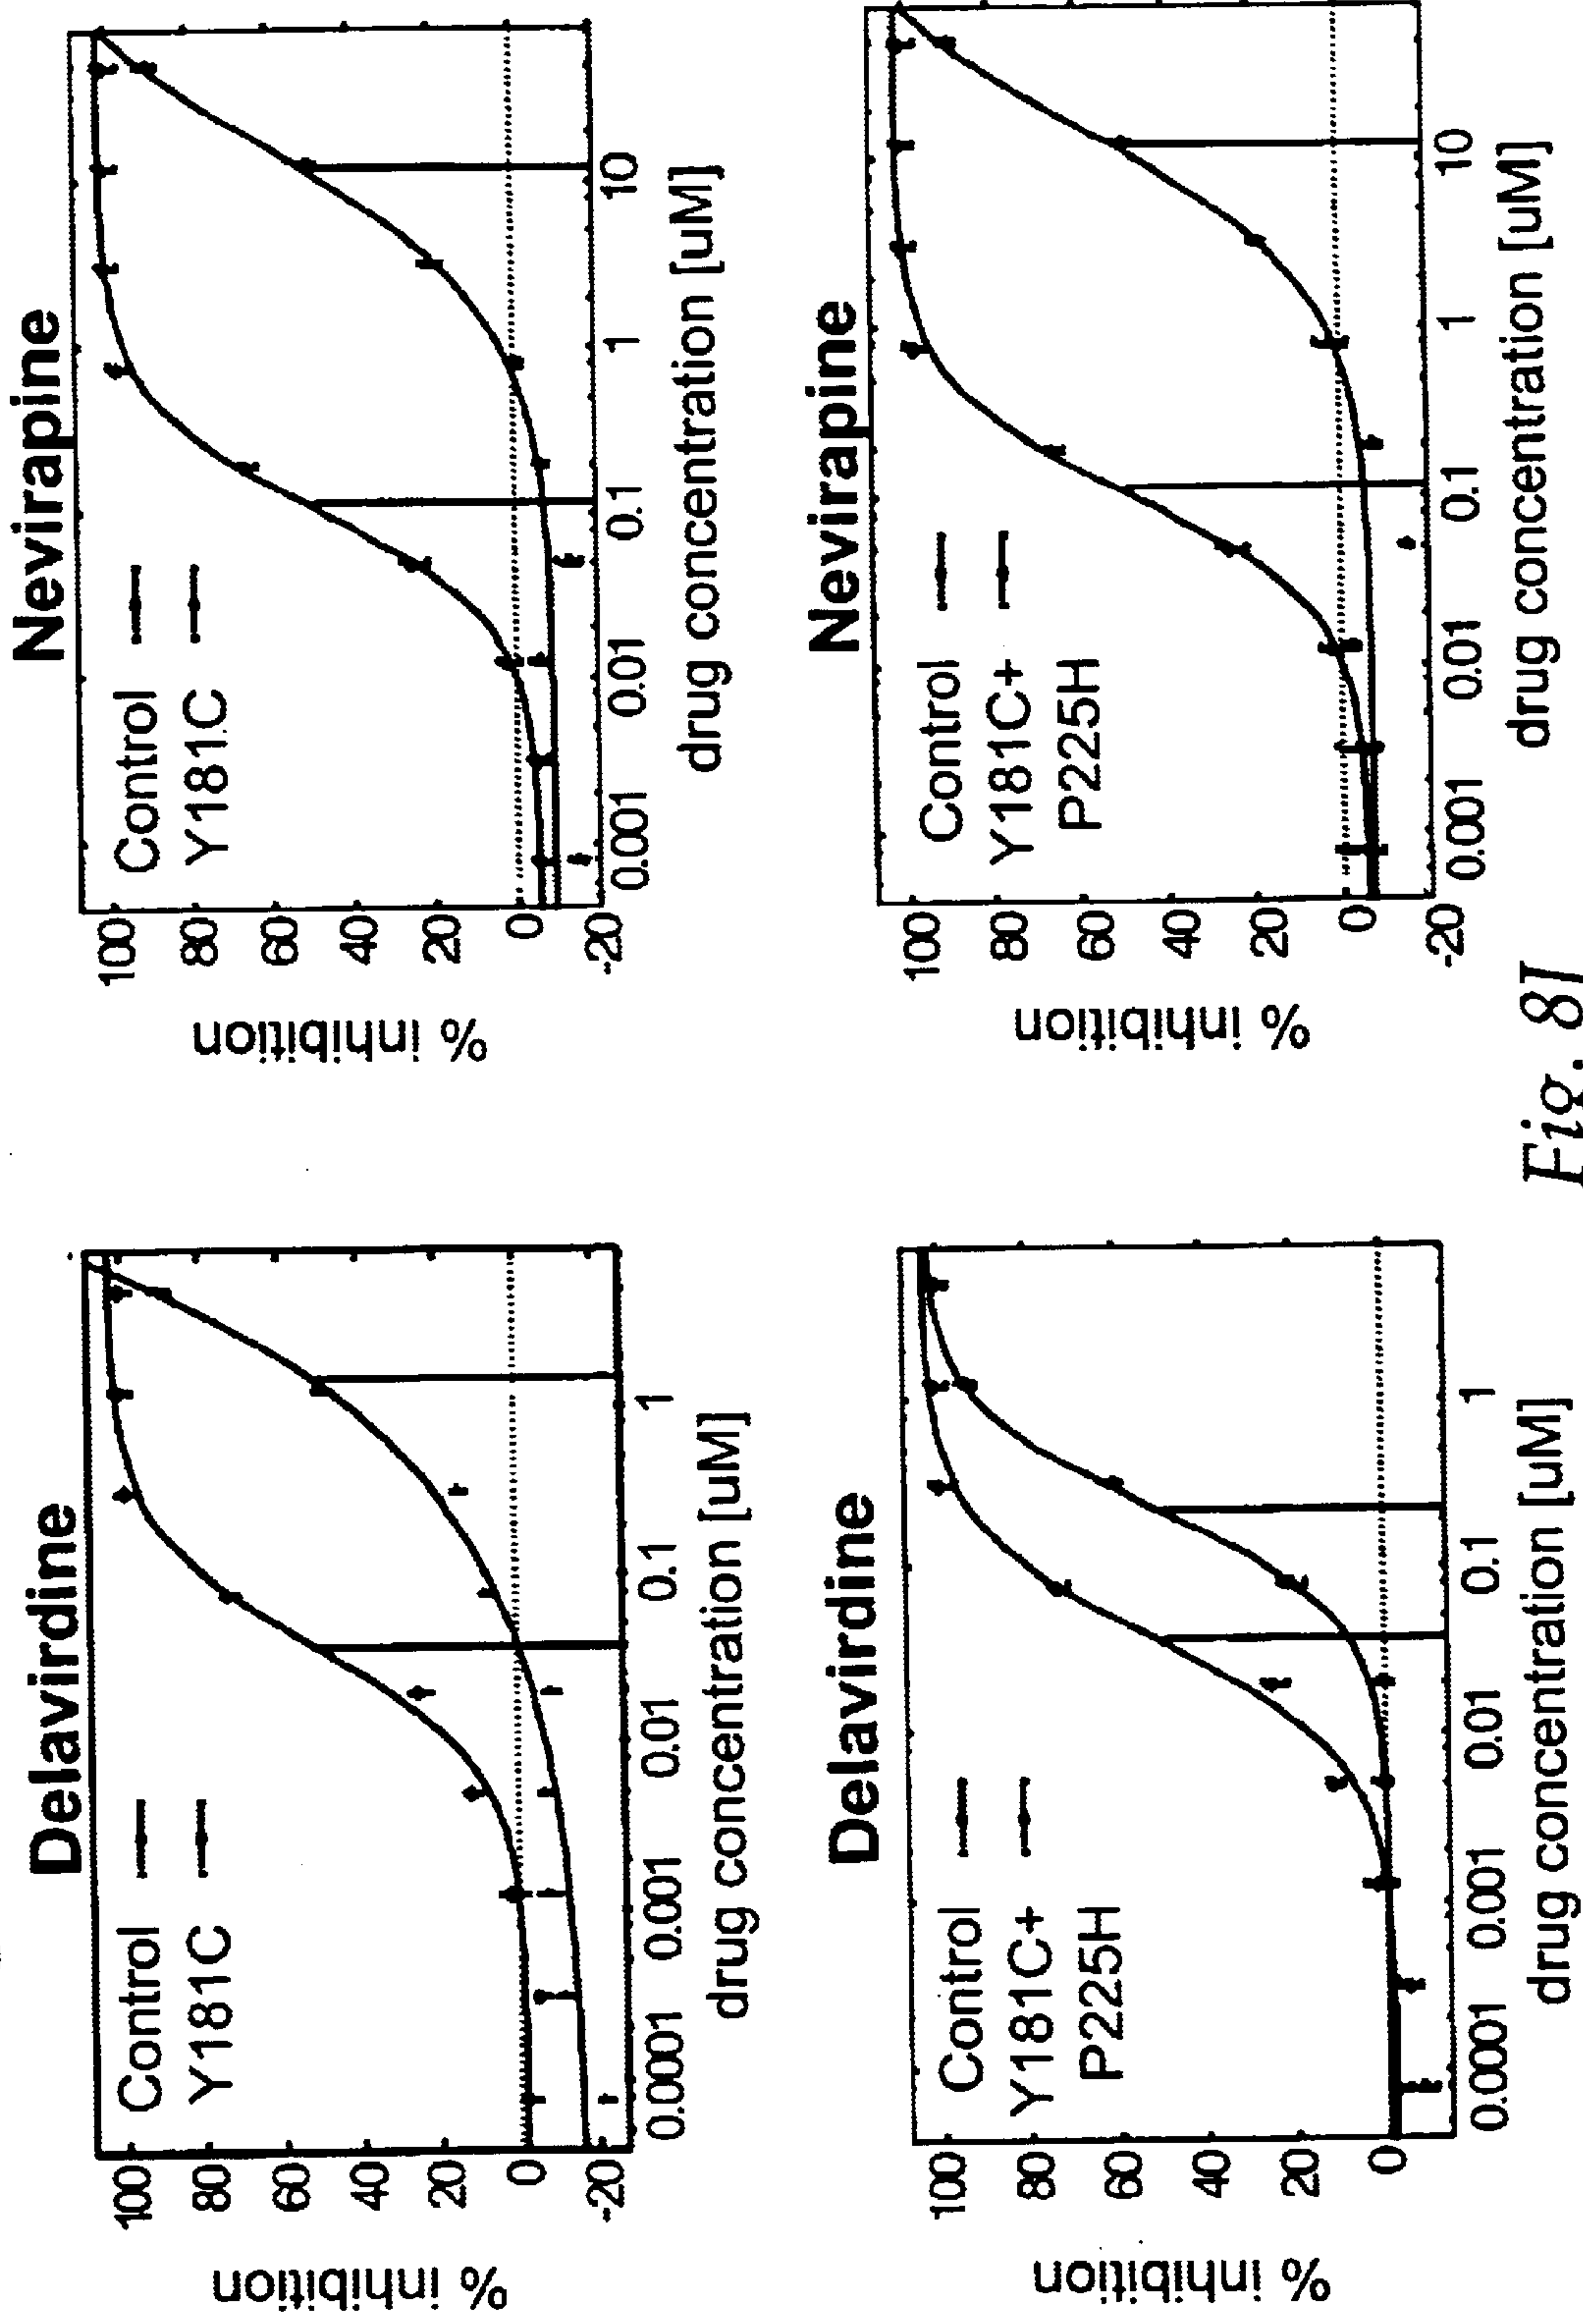 Delavirdine
Control
Y181C
% inhibition
100
80
60
40
20
0
-20
0.0001
0.001
0.01
0.1
1
drug concentration [uM]
Nevirapine
Control
Y181C
% inhibition
100
80
60
40
20
0
-20
0.001
0.01
0.1
1
10
drug concentration [uM]
Delavirdine
Control
Y181C+
P225H
% inhibition
100
80
60
40
20
0
0.0001
0.001
0.01
0.1
1
drug concentration [uM]
Nevirapine
Control
Y181C+
P225H
% inhibition
100
80
60
40
20
0
-20
0.001
0.01
0.1
1
10
drug concentration [uM]
Fig. 8I